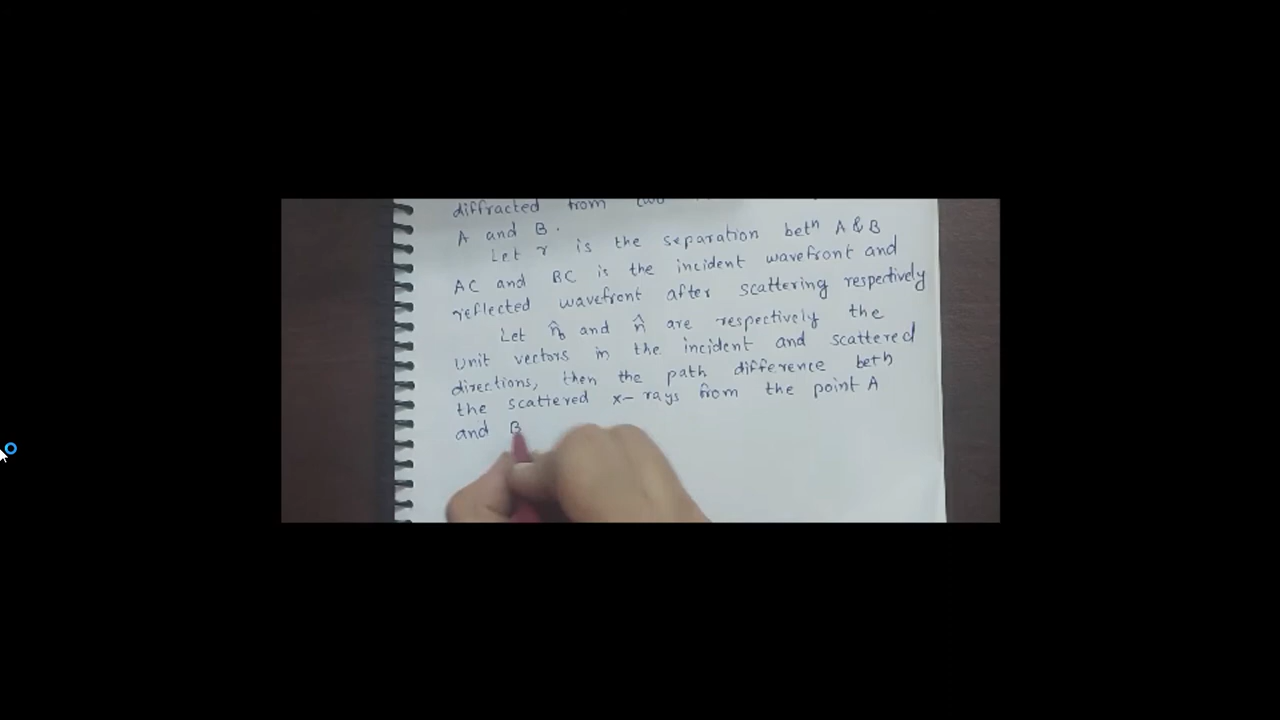 diffracted from two
A and B.
Let r is the separation betn A & B
AC and BC is the incident wavefront and
reflected wavefront after scattering respectively
Let n̂₀ and n̂ are respectively the
unit vectors in the incident and scattered
directions, then the path difference betn
the scattered x-rays from the point A
and B